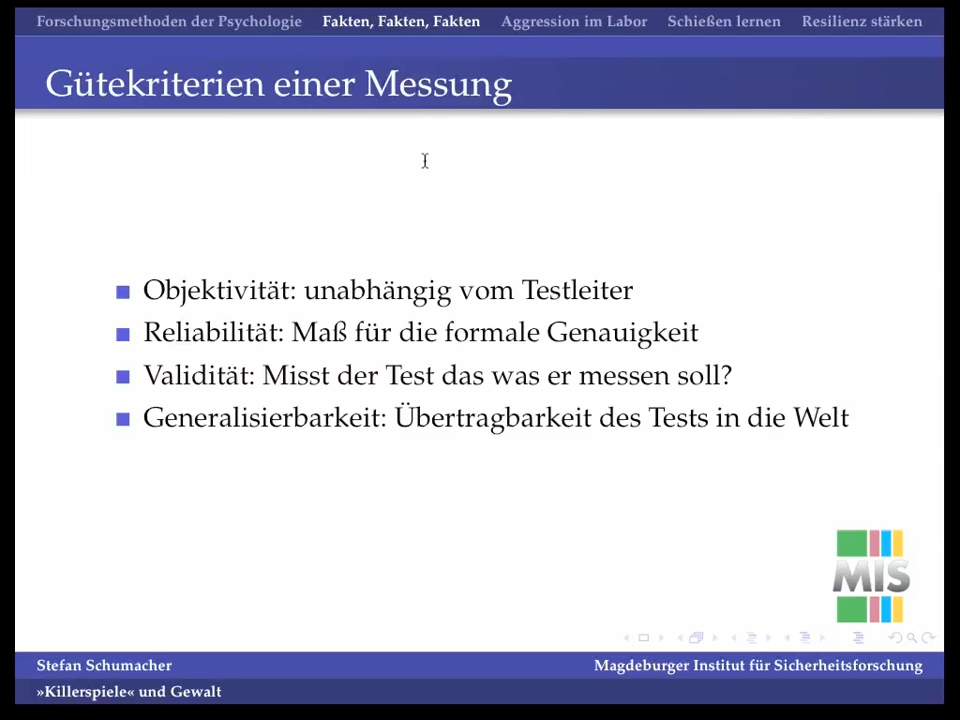 Forschungsmethoden der Psychologie Fakten, Fakten, Fakten Aggression im Labor Schießen lernen Resilienz stärken
Gütekriterien einer Messung
Objektivität: unabhängig vom Testleiter
Reliabilität: Maß für die formale Genauigkeit
Validität: Misst der Test das was er messen soll?
Generalisierbarkeit: Übertragbarkeit des Tests in die Welt
MIS
Stefan Schumacher Magdeburger Institut für Sicherheitsforschung
»Killerspiele« und Gewalt